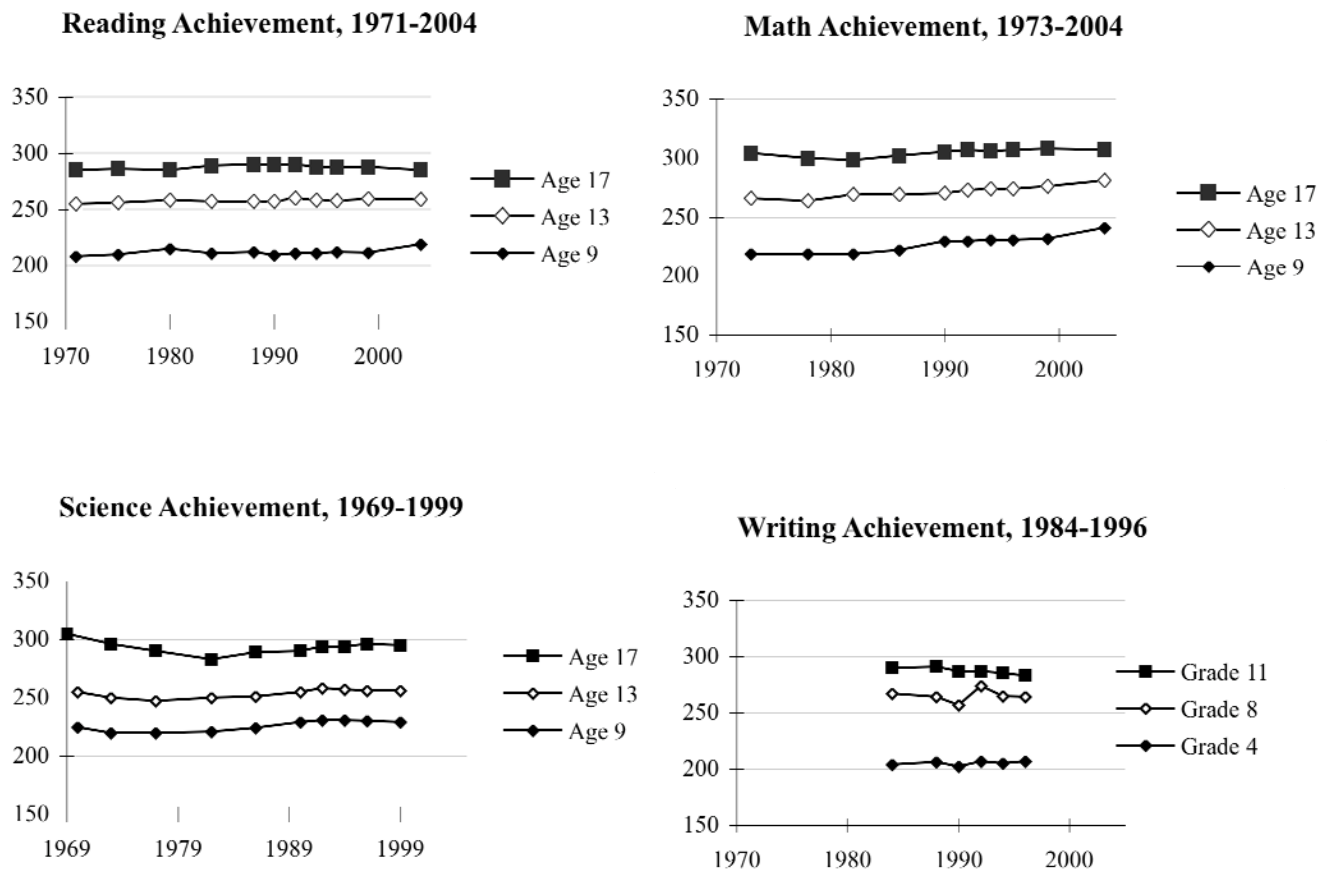 Reading Achievement, 1971-2004
350
300
250
200
150
1970 1980 1990 2000
Age 17
Age 13
Age 9
Math Achievement, 1973-2004
350
300
250
200
150
1970 1980 1990 2000
Age 17
Age 13
Age 9
Science Achievement, 1969-1999
350
300
250
200
150
1969 1979 1989 1999
Age 17
Age 13
Age 9
Writing Achievement, 1984-1996
350
300
250
200
150
1970 1980 1990 2000
Grade 11
Grade 8
Grade 4